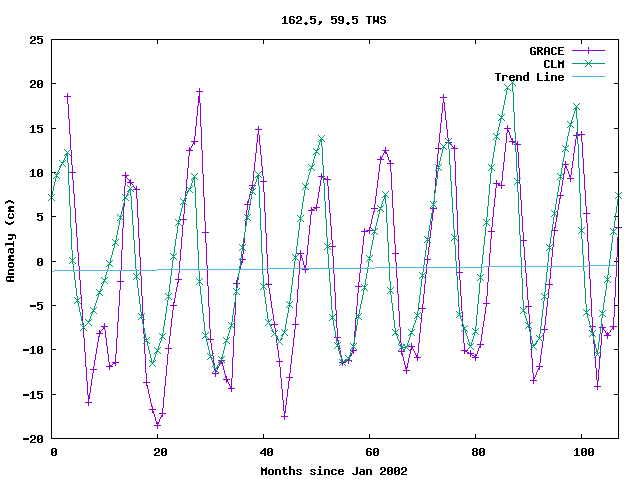 162.5, 59.5 TWS
25
20
15
10
5
0
-5
-10
-15
-20
Anomaly (cm)
GRACE
CLM
Trend Line
0 20 40 60 80 100
Months since Jan 2002